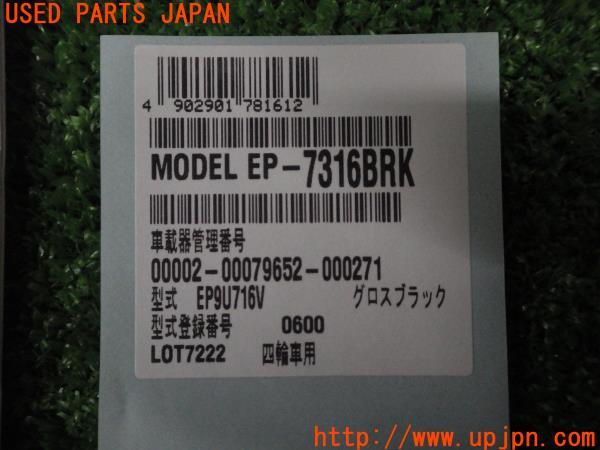 USED PARTS JAPAN
4 902901 781612
MODEL EP-7316BRK
車載器管理番号
00002-00079652-000271
型式 EP9U716V グロスブラック
型式登録番号 0600
LOT7222 四輪車用
UPJ
http://www.upjpn.com